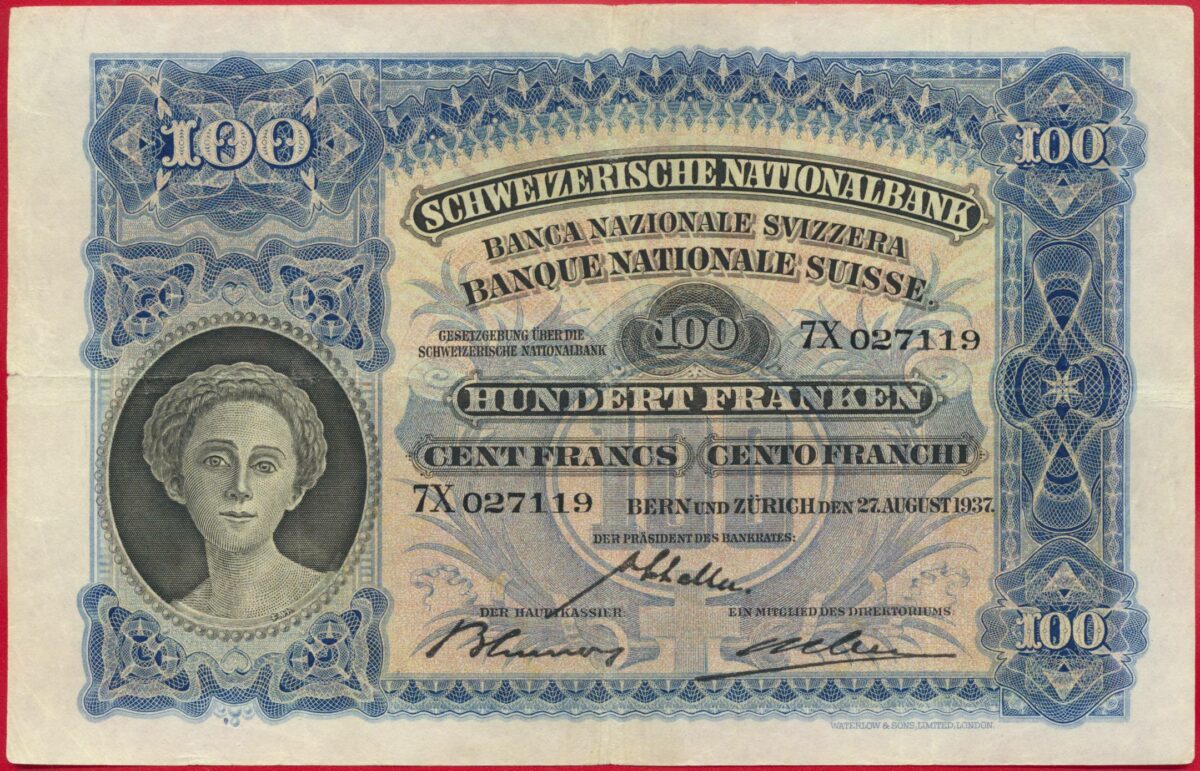 100
100
SCHWEIZERISCHE NATIONALBANK
BANCA NAZIONALE SVIZZERA
BANQUE NATIONALE SUISSE.
GESETZGEBUNG ÜBER DIE
SCHWEIZERISCHE NATIONALBANK
100
7X 027119
HUNDERT FRANKEN
CENT FRANCS
CENTO FRANCHI
100
7X 027119
BERN UND ZÜRICH DEN 27. AUGUST 1937.
DER PRÄSIDENT DES BANKRATES:
DER HAUPTKASSIER:
EIN MITGLIED DES DIREKTORIUMS:
100
WATERLOW & SONS, LIMITED, LONDON.